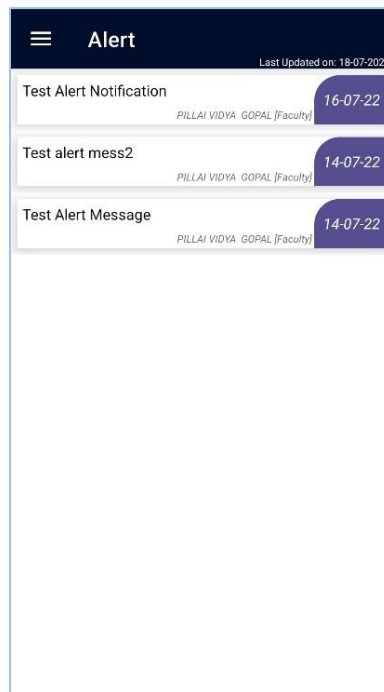 Alert
Last Updated on: 18-07-202
Test Alert Notification
16-07-22
PILLAI VIDYA GOPAL [Faculty]
Test alert mess2
14-07-22
PILLAI VIDYA GOPAL [Faculty]
Test Alert Message
14-07-22
PILLAI VIDYA GOPAL [Faculty]